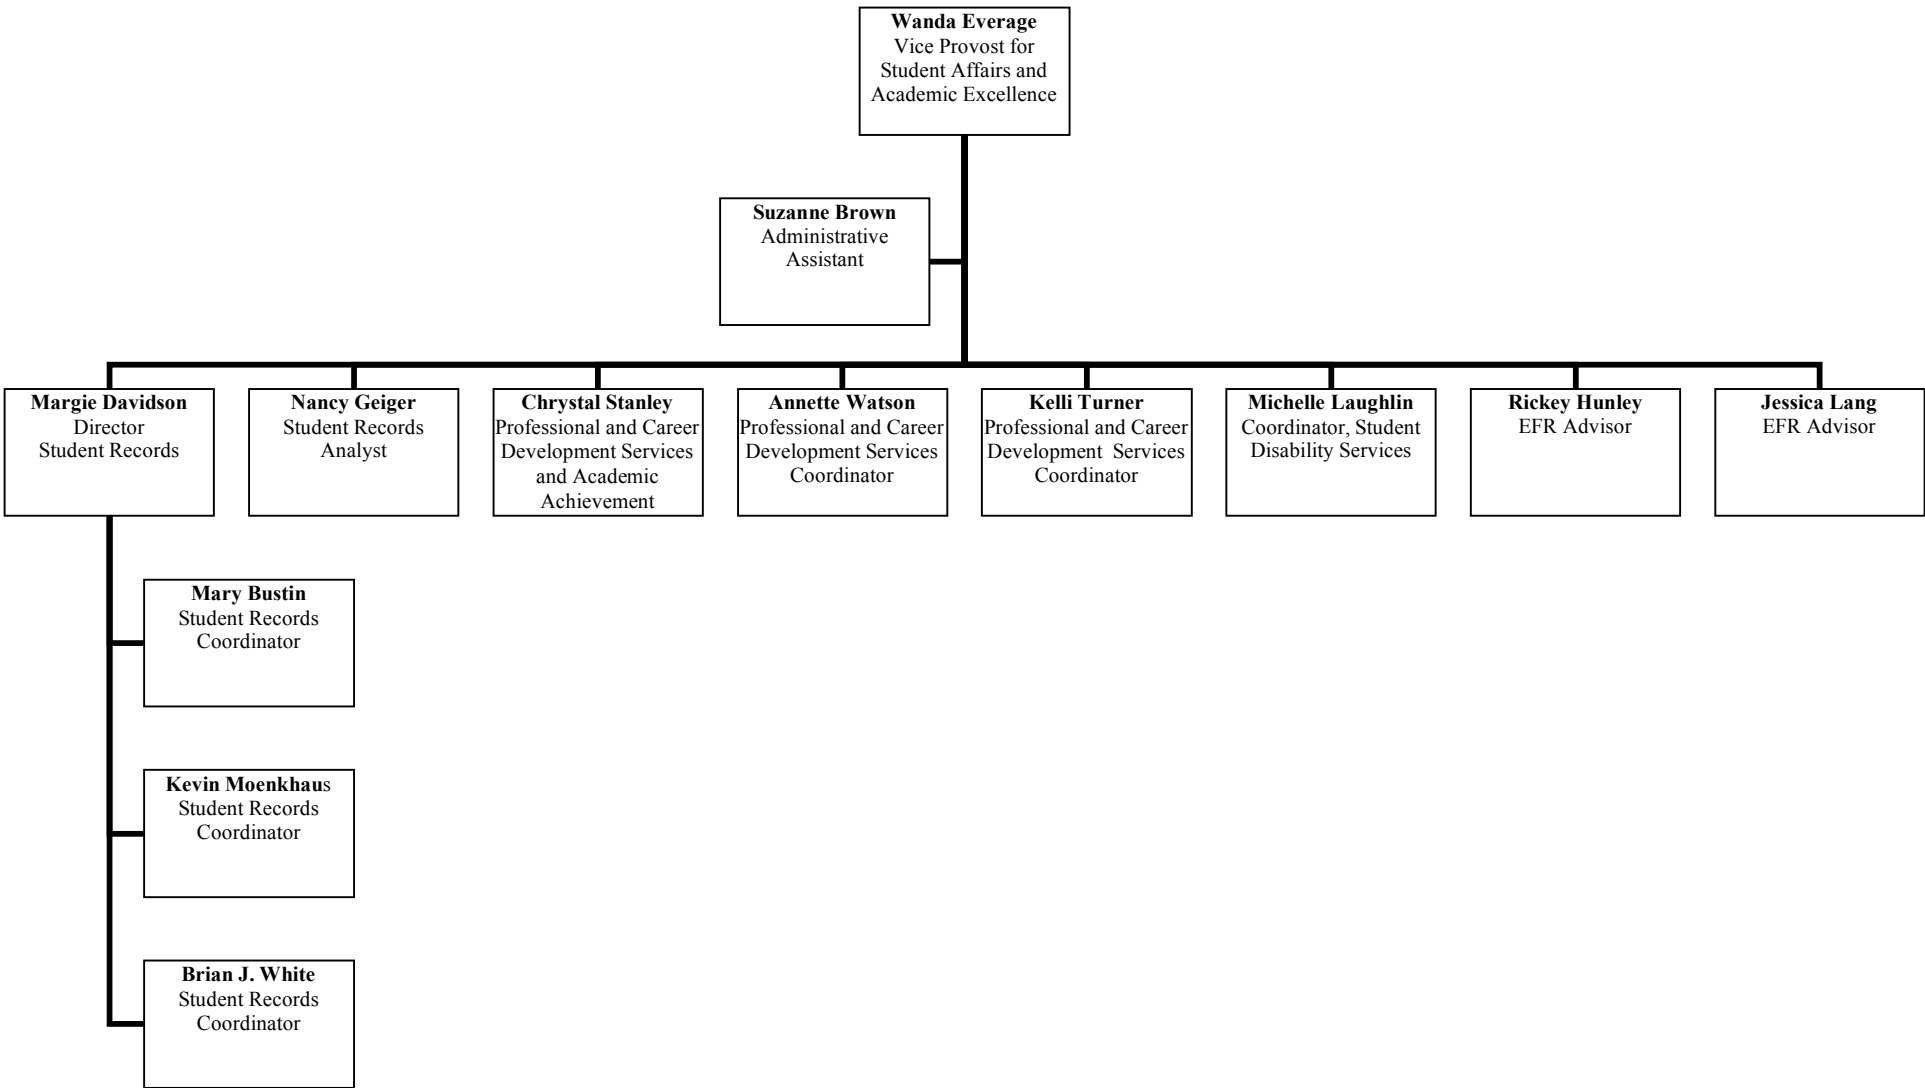 Wanda Everage
Vice Provost for
Student Affairs and
Academic Excellence
Suzanne Brown
Administrative
Assistant
Margie Davidson
Director
Student Records
Nancy Geiger
Student Records
Analyst
Chrystal Stanley
Professional and Career
Development Services
and Academic
Achievement
Annette Watson
Professional and Career
Development Services
Coordinator
Kelli Turner
Professional and Career
Development Services
Coordinator
Michelle Laughlin
Coordinator, Student
Disability Services
Rickey Hunley
EFR Advisor
Jessica Lang
EFR Advisor
Mary Bustin
Student Records
Coordinator
Kevin Moenkhaus
Student Records
Coordinator
Brian J. White
Student Records
Coordinator